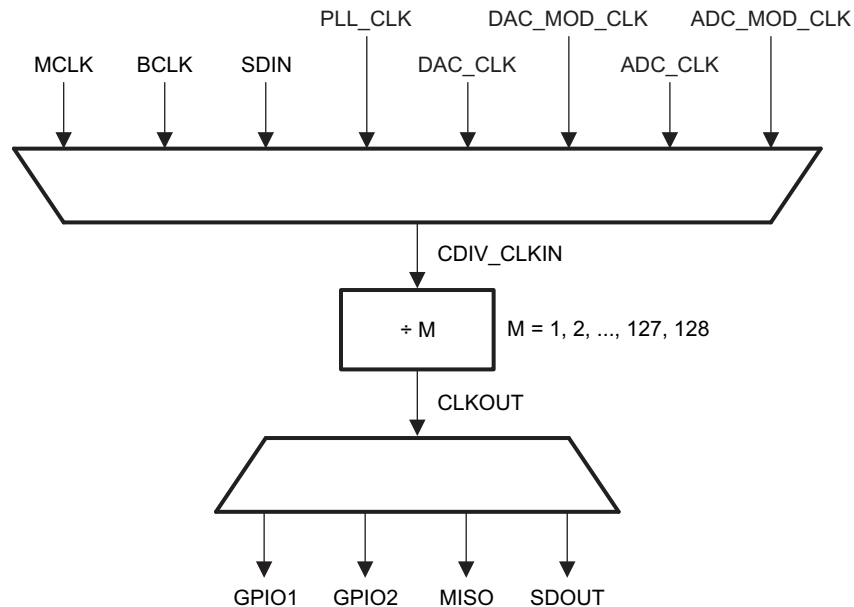 PLL_CLK DAC_MOD_CLK ADC_MOD_CLK
MCLK BCLK SDIN DAC_CLK ADC_CLK
CDIV_CLKIN
÷ M M = 1, 2, ..., 127, 128
CLKOUT
GPIO1 GPIO2 MISO SDOUT